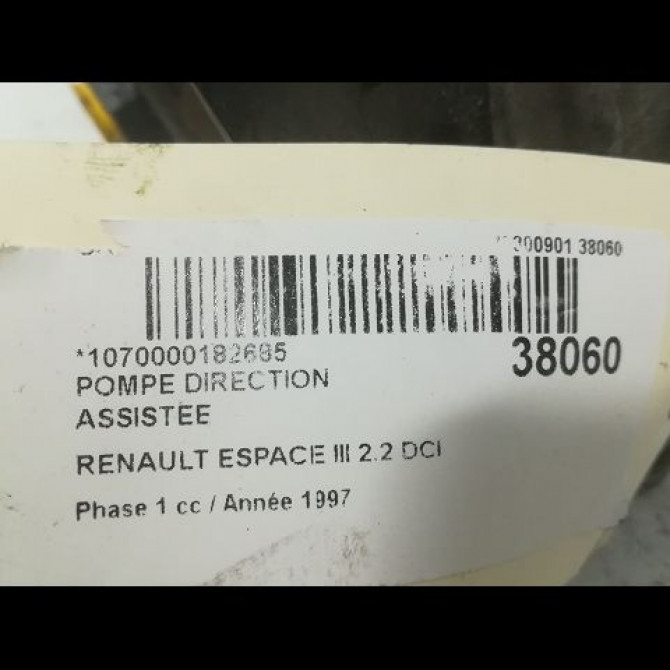 300901 38060
*1070000182685
38060
POMPE DIRECTION
ASSISTEE
RENAULT ESPACE III 2.2 DCI
Phase 1 cc / Année 1997